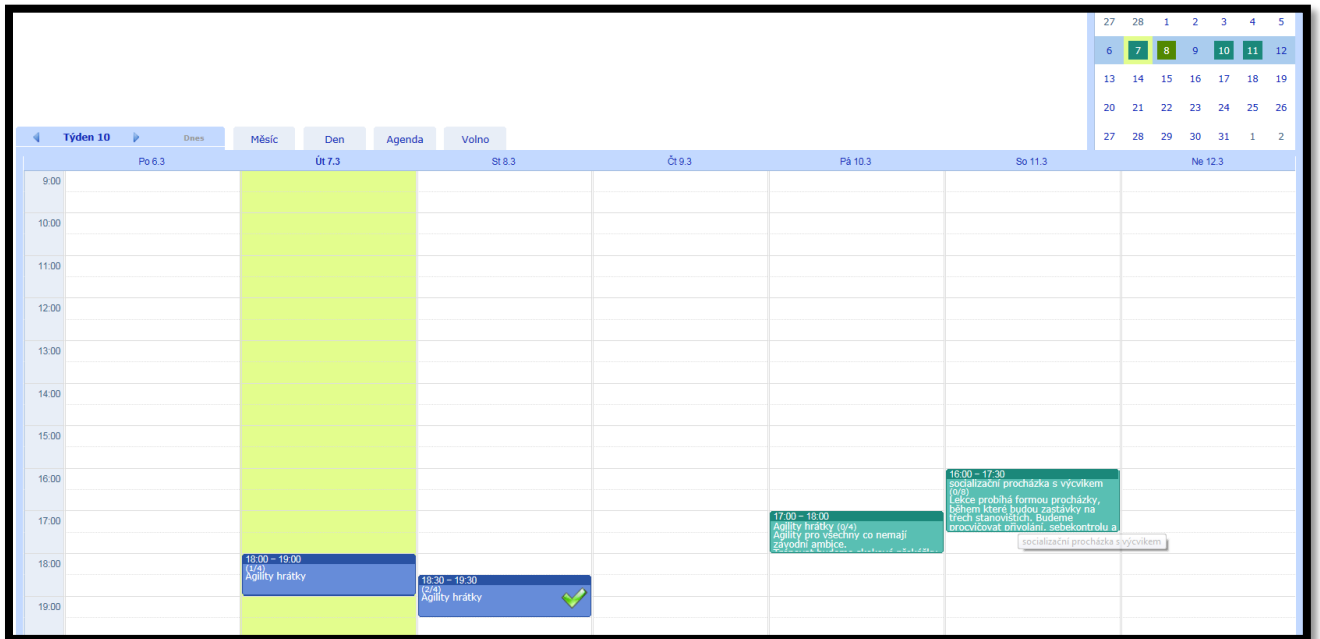 27 28 1 2 3 4 5
6 7 8 9 10 11 12
13 14 15 16 17 18 19
20 21 22 23 24 25 26
27 28 29 30 31 1 2
Týden 10 Dnes Měsíc Den Agenda Volno
Po 6.3 Út 7.3 St 8.3 Čt 9.3 Pá 10.3 So 11.3 Ne 12.3
9:00
10:00
11:00
12:00
13:00
14:00
15:00
16:00
17:00
18:00
19:00
18:00 – 19:00
(1/4)
Agility hrátky
18:30 – 19:30
(2/4)
Agility hrátky
17:00 – 18:00
Agility hrátky (0/4)
Agility pro všechny co nemají
závodní ambice.
Trénovat budeme skokové překážky
16:00 – 17:30
socializační procházka s výcvikem
(0/8)
Lekce probíhá formou procházky,
během které budou zastávky na
třech stanovištích. Budeme
procvičovat přivolání, sebekontrolu a
socializační procházka s výcvikem